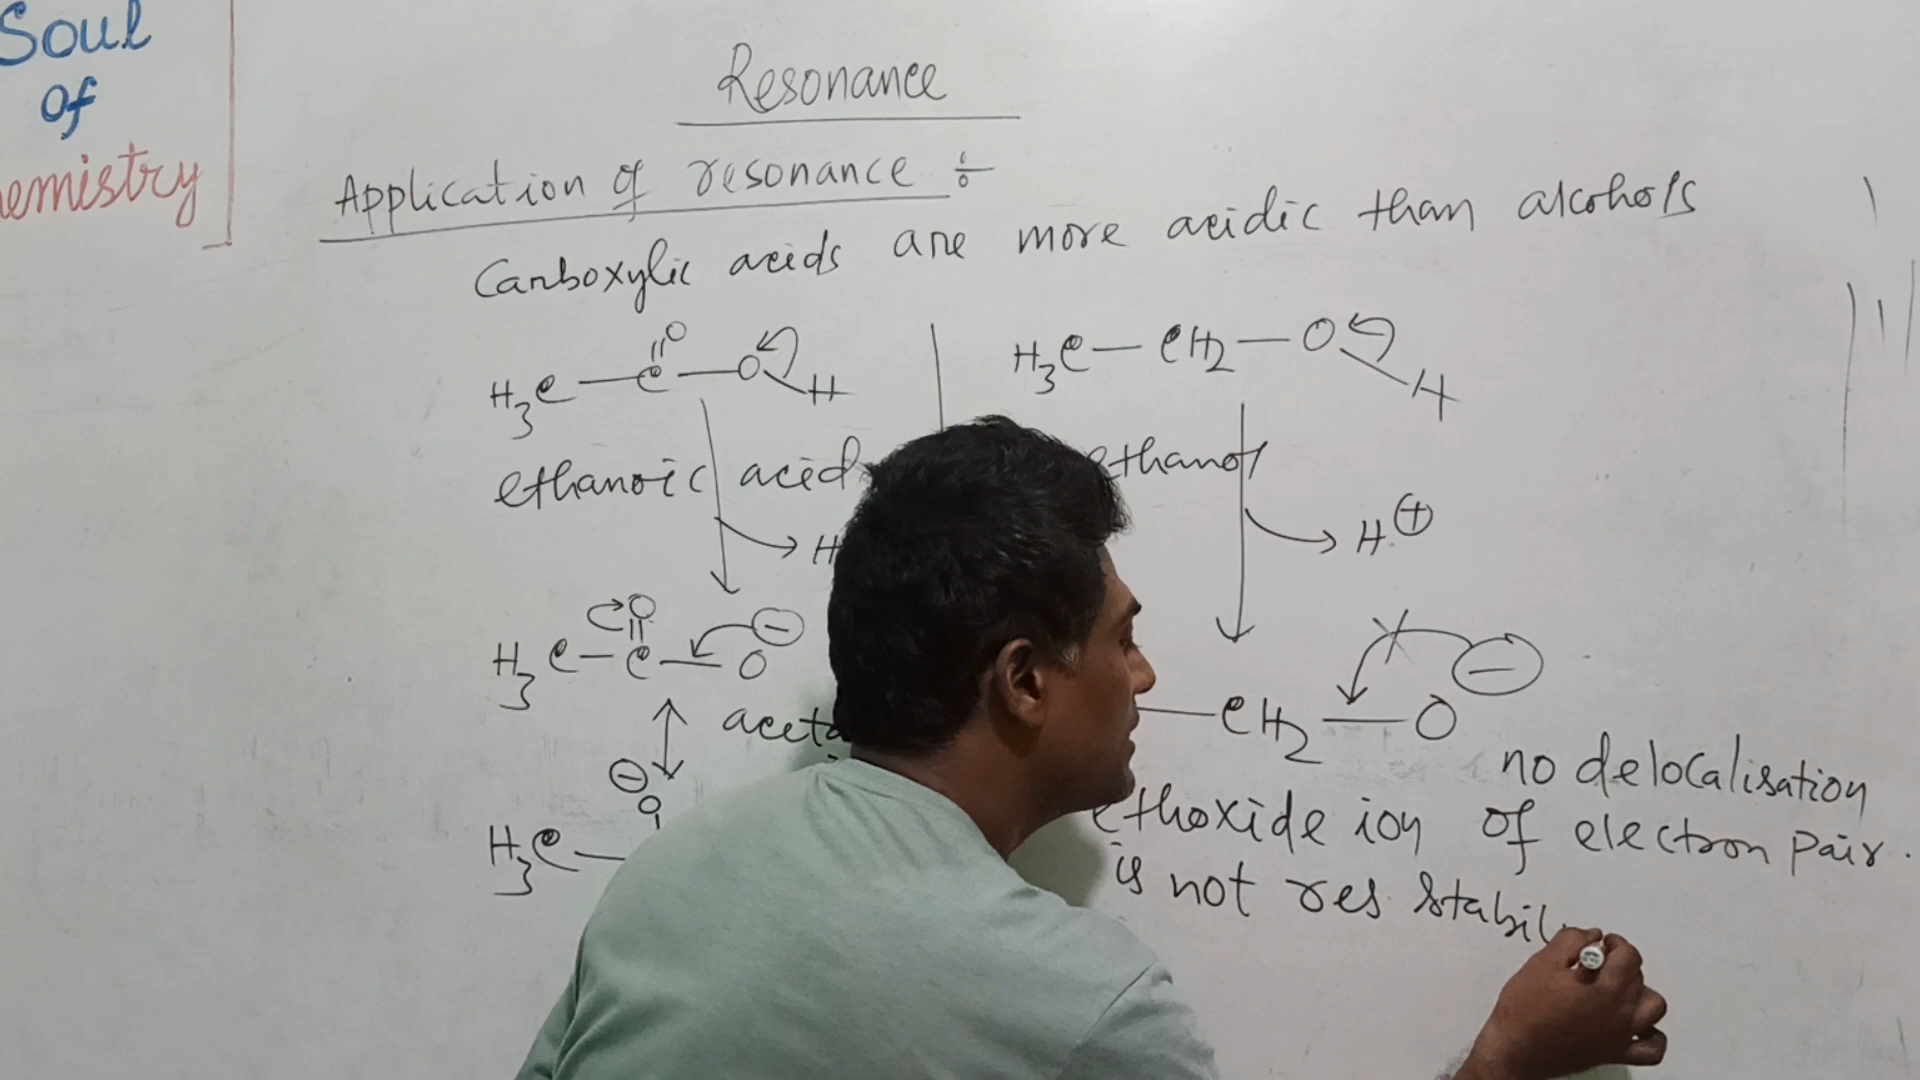 Soul
of
emistry
Resonance
Application of resonance ÷
Carboxylic acids are more acidic than alcohols
O
H3C — C — O H
H3C — CH2 — O
H
ethanoic acid
ethanol
H
H ⊕
O ⊖
H3C — C — O
⊖
— CH2 — O
aceta
no delocalisation
⊖
O
ethoxide ion of electron pair.
H3C —
is not res. stabil